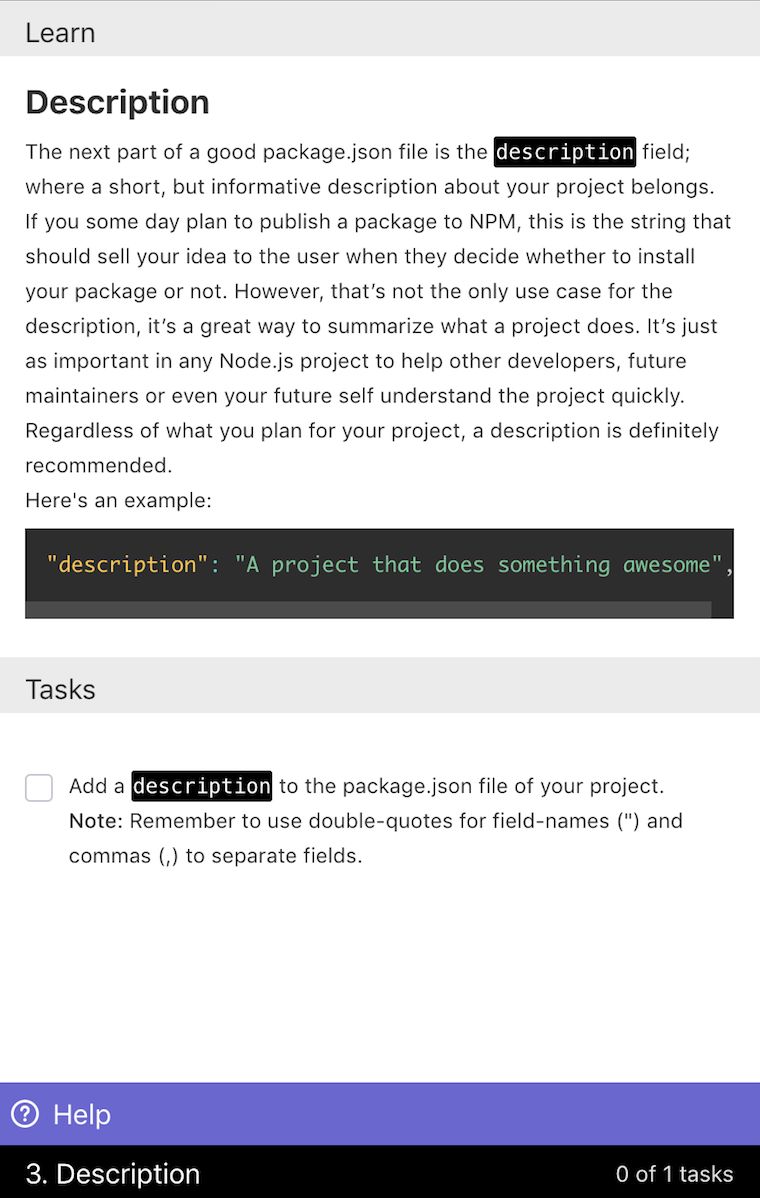 Learn
Description
The next part of a good package.json file is the description field;
where a short, but informative description about your project belongs.
If you some day plan to publish a package to NPM, this is the string that
should sell your idea to the user when they decide whether to install
your package or not. However, that’s not the only use case for the
description, it’s a great way to summarize what a project does. It’s just
as important in any Node.js project to help other developers, future
maintainers or even your future self understand the project quickly.
Regardless of what you plan for your project, a description is definitely
recommended.
Here's an example:
"description": "A project that does something awesome",
Tasks
Add a description to the package.json file of your project.
Note: Remember to use double-quotes for field-names (") and
commas (,) to separate fields.
? Help
3. Description 0 of 1 tasks